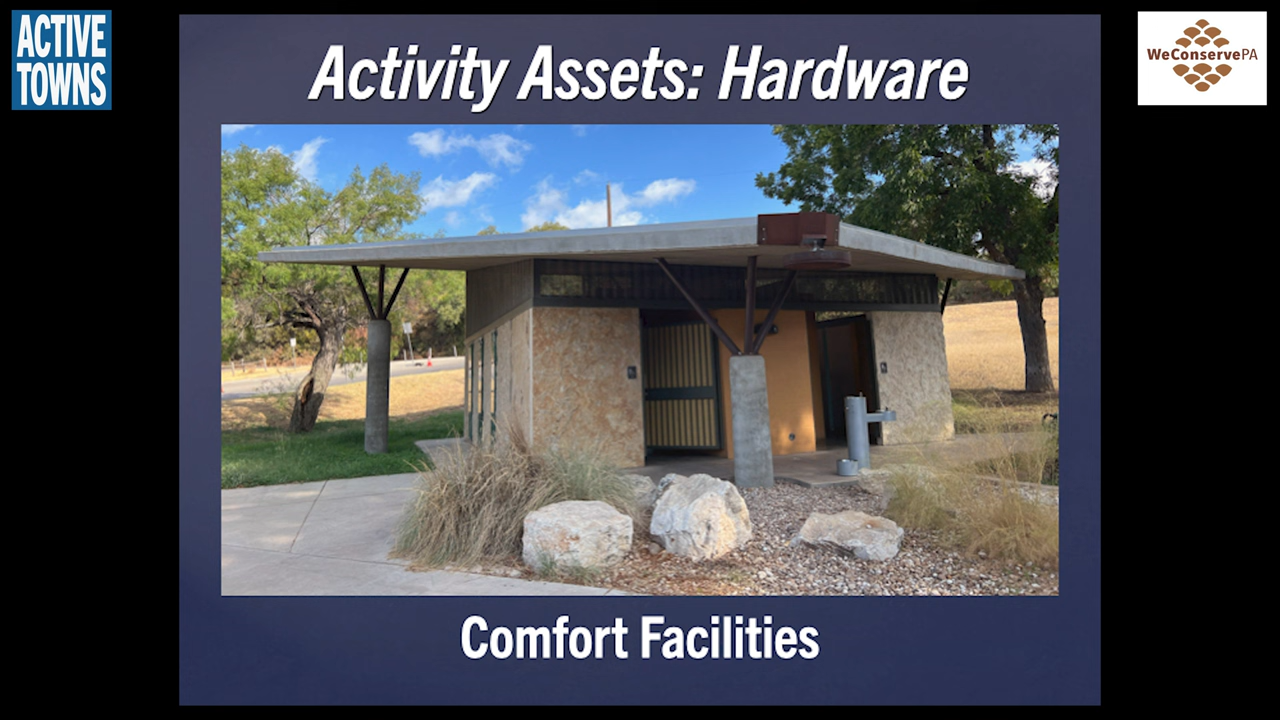 ACTIVE
TOWNS
WeConservePA
Activity Assets: Hardware
Comfort Facilities